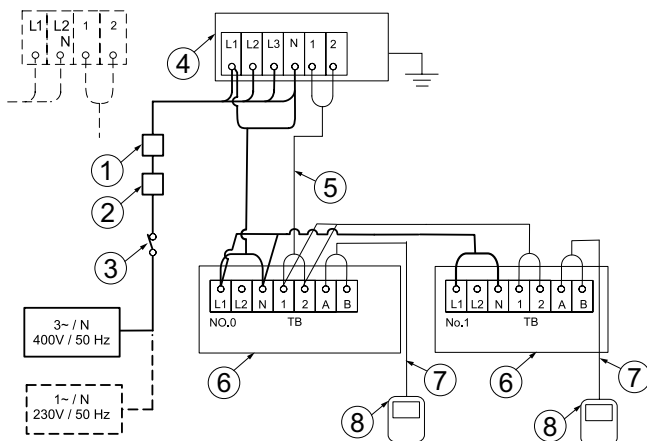 L1 L2 1 2
N
L1 L2 L3 N 1 2
4
1
2
3
5
L1 L2 N 1 2 A B
NO.0 TB
L1 L2 N 1 2 A B
No.1 TB
3~ / N
400V / 50 Hz
1~ / N
230V / 50 Hz
6
7
8
6
7
8